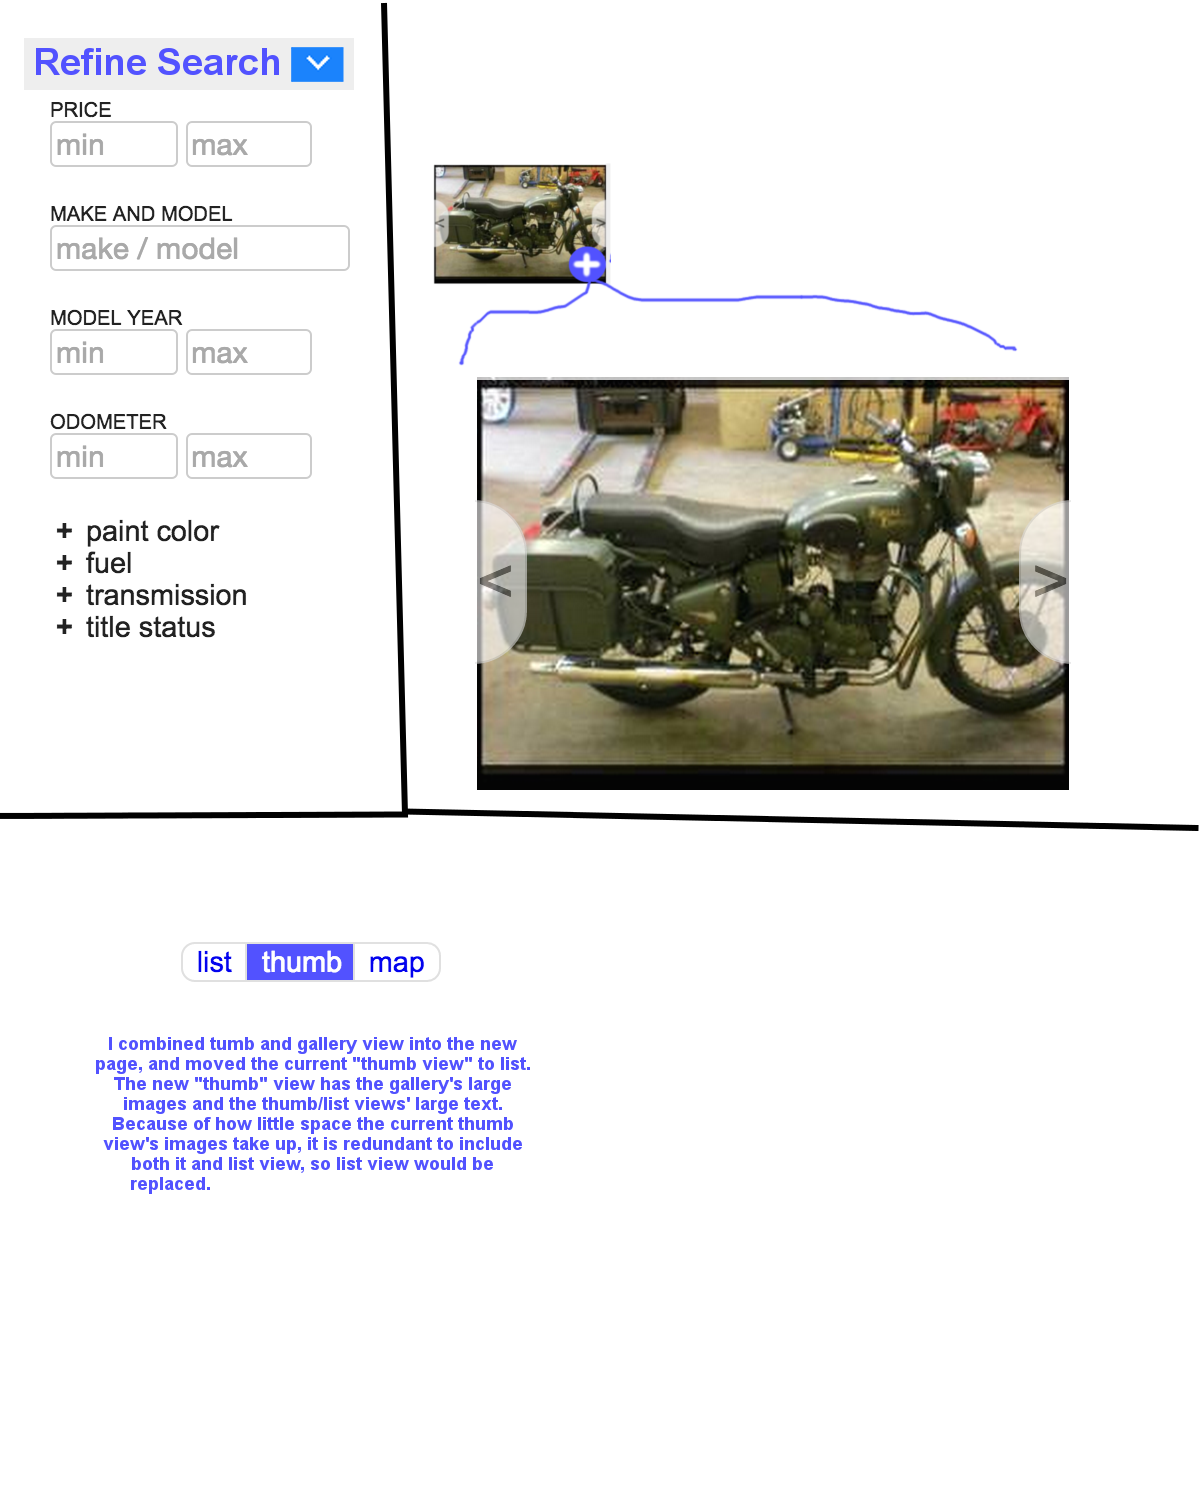 Refine Search
PRICE
min max
MAKE AND MODEL
make / model
MODEL YEAR
min max
ODOMETER
min max
+ paint color
+ fuel
+ transmission
+ title status
< >
< >
list thumb map
I combined tumb and gallery view into the new
page, and moved the current "thumb view" to list.
The new "thumb" view has the gallery's large
images and the thumb/list views' large text.
Because of how little space the current thumb
view's images take up, it is redundant to include
both it and list view, so list view would be
replaced.